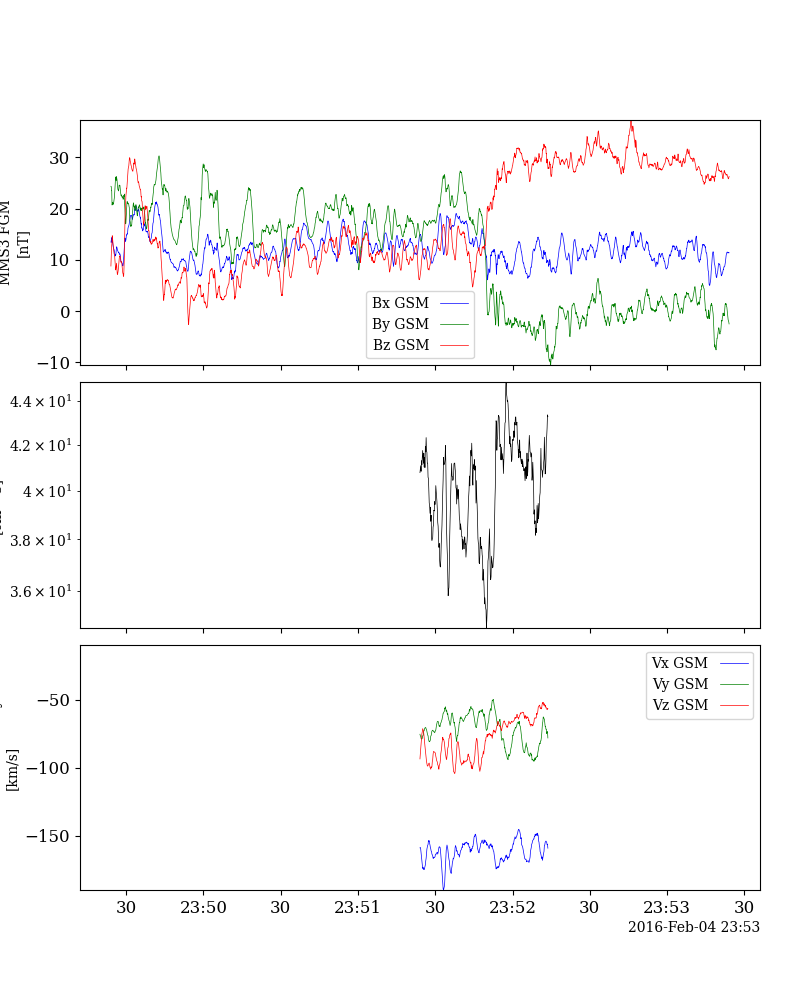 MMS3 FGM
[nT]
30
20
10
0
−10
Bx GSM
By GSM
Bz GSM
4.4 × 10¹
4.2 × 10¹
4 × 10¹
3.8 × 10¹
3.6 × 10¹
[km/s]
−50
−100
−150
Vx GSM
Vy GSM
Vz GSM
30 23:50 30 23:51 30 23:52 30 23:53 30
2016-Feb-04 23:53